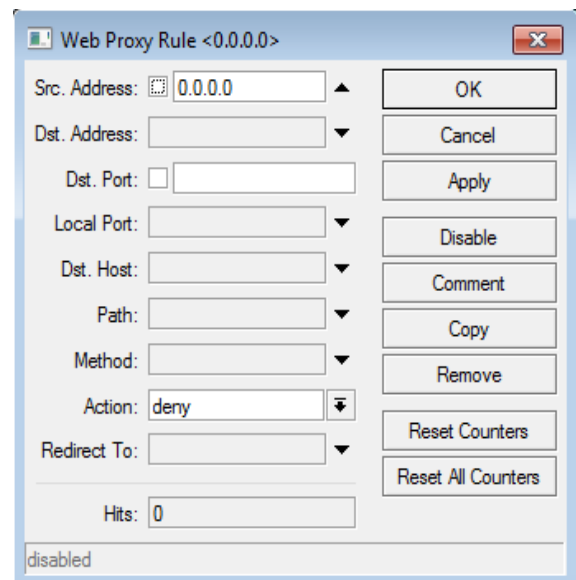 Web Proxy Rule <0.0.0.0>
Src. Address: 0.0.0.0
OK
Dst. Address:
Cancel
Dst. Port:
Apply
Local Port:
Disable
Dst. Host:
Comment
Path:
Copy
Method:
Remove
Action: deny
Reset Counters
Redirect To:
Reset All Counters
Hits: 0
disabled